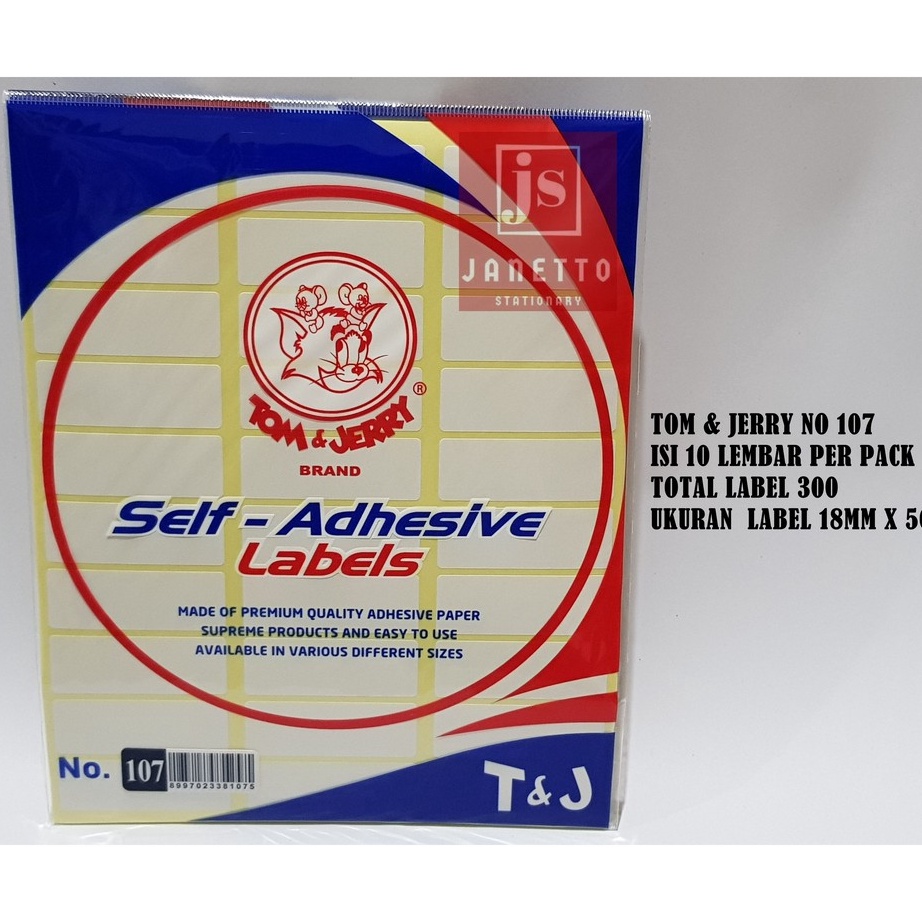 js
JANETTO
STATIONARY
TOM & JERRY
®
BRAND
Self - Adhesive
Labels
MADE OF PREMIUM QUALITY ADHESIVE PAPER
SUPREME PRODUCTS AND EASY TO USE
AVAILABLE IN VARIOUS DIFFERENT SIZES
No. 107
8997023381075
T&J
TOM & JERRY NO 107
ISI 10 LEMBAR PER PACK
TOTAL LABEL 300
UKURAN LABEL 18MM X